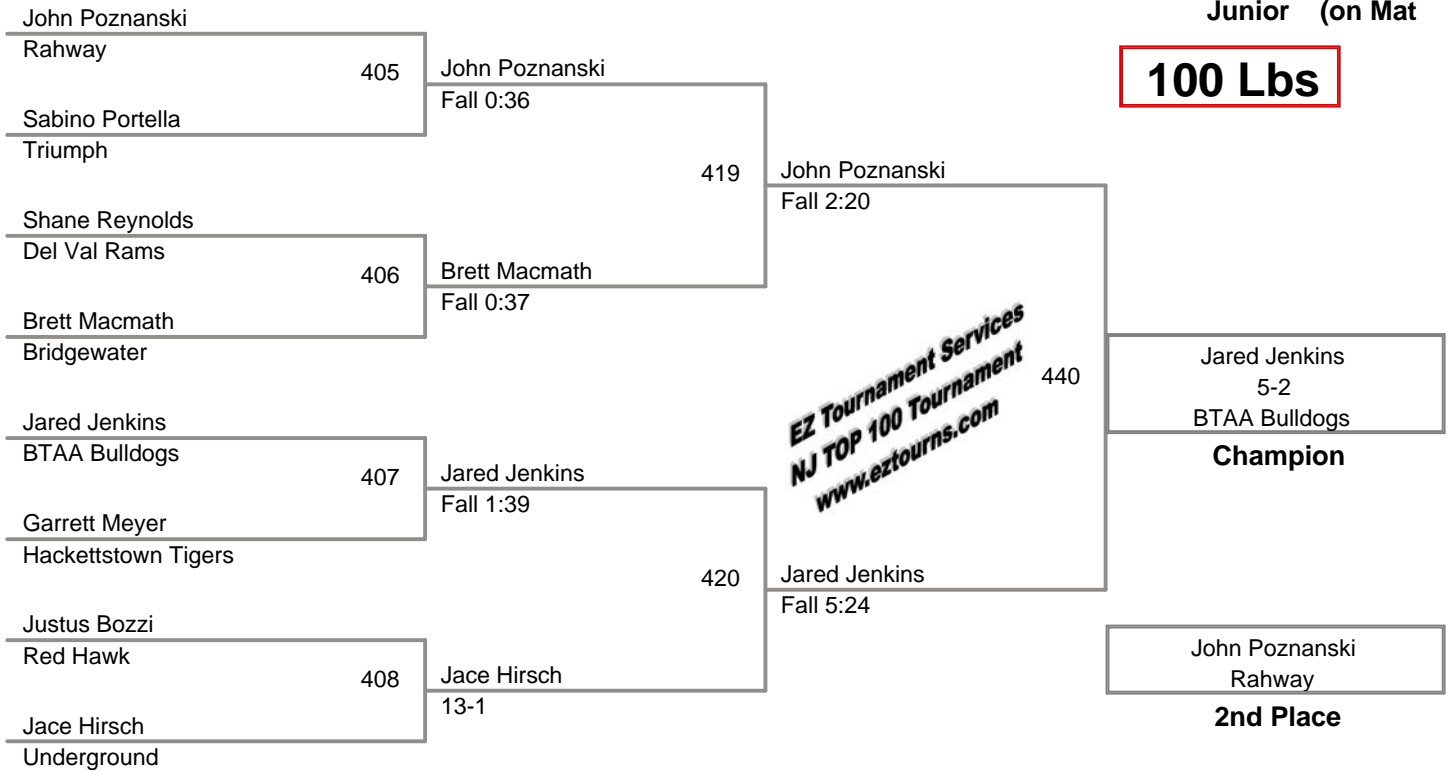 Junior (on Mat
100 Lbs
John Poznanski
Rahway
405
Sabino Portella
Triumph
John Poznanski
Fall 0:36
Shane Reynolds
Del Val Rams
406
Brett Macmath
Bridgewater
Brett Macmath
Fall 0:37
419
John Poznanski
Fall 2:20
Jared Jenkins
BTAA Bulldogs
407
Garrett Meyer
Hackettstown Tigers
Jared Jenkins
Fall 1:39
Justus Bozzi
Red Hawk
408
Jace Hirsch
Underground
Jace Hirsch
13-1
420
Jared Jenkins
Fall 5:24
EZ Tournament Services
NJ TOP 100 Tournament
www.eztourns.com
440
Jared Jenkins
5-2
BTAA Bulldogs
Champion
John Poznanski
Rahway
2nd Place